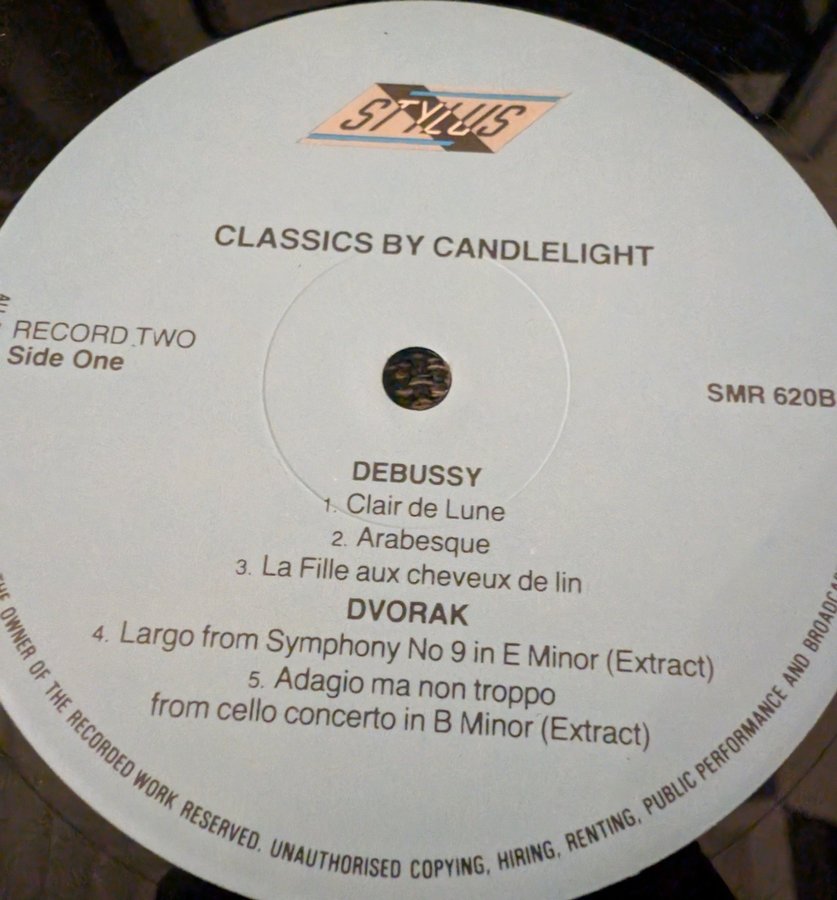 STYLUS
CLASSICS BY CANDLELIGHT
RECORD TWO
Side One
SMR 620B
DEBUSSY
1. Clair de Lune
2. Arabesque
3. La Fille aux cheveux de lin
DVORAK
4. Largo from Symphony No 9 in E Minor (Extract)
5. Adagio ma non troppo
from cello concerto in B Minor (Extract)
THE OWNER OF THE RECORDED WORK RESERVED. UNAUTHORISED COPYING, HIRING, RENTING, PUBLIC PERFORMANCE AND